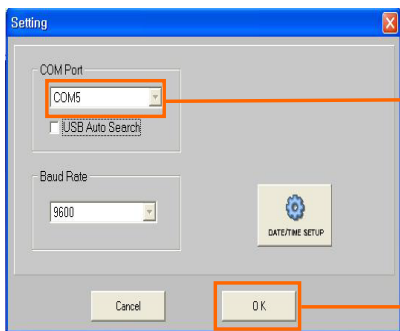 Setting
COM Port
COM5
USB Auto Search
Baud Rate
9600
DATE/TIME SETUP
Cancel
OK